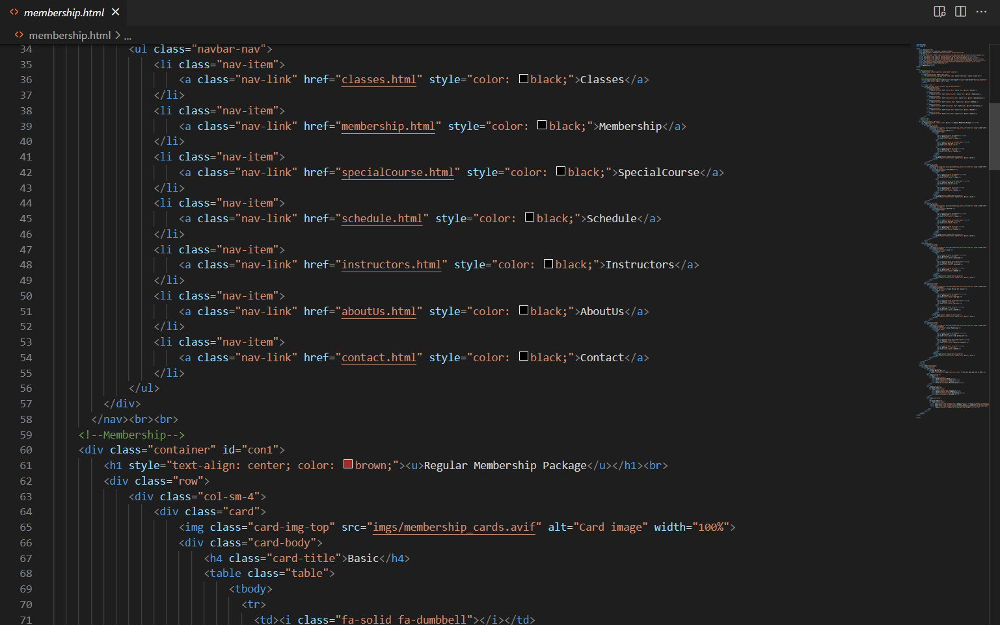 membership.html
membership.html > ...
34 <ul class="navbar-nav">
35 <li class="nav-item">
36 <a class="nav-link" href="classes.html" style="color: black;">Classes</a>
37 </li>
38 <li class="nav-item">
39 <a class="nav-link" href="membership.html" style="color: black;">Membership</a>
40 </li>
41 <li class="nav-item">
42 <a class="nav-link" href="specialCourse.html" style="color: black;">SpecialCourse</a>
43 </li>
44 <li class="nav-item">
45 <a class="nav-link" href="schedule.html" style="color: black;">Schedule</a>
46 </li>
47 <li class="nav-item">
48 <a class="nav-link" href="instructors.html" style="color: black;">Instructors</a>
49 </li>
50 <li class="nav-item">
51 <a class="nav-link" href="aboutUs.html" style="color: black;">AboutUs</a>
52 </li>
53 <li class="nav-item">
54 <a class="nav-link" href="contact.html" style="color: black;">Contact</a>
55 </li>
56 </ul>
57 </div>
58 </nav><br><br>
59 <!--Membership-->
60 <div class="container" id="con1">
61 <h1 style="text-align: center; color: brown;"><u>Regular Membership Package</u></h1><br>
62 <div class="row">
63 <div class="col-sm-4">
64 <div class="card">
65 <img class="card-img-top" src="imgs/membership_cards.avif" alt="Card image" width="100%">
66 <div class="card-body">
67 <h4 class="card-title">Basic</h4>
68 <table class="table">
69 <tbody>
70 <tr>
71 <td><i class="fa-solid fa-dumbbell"></i></td>